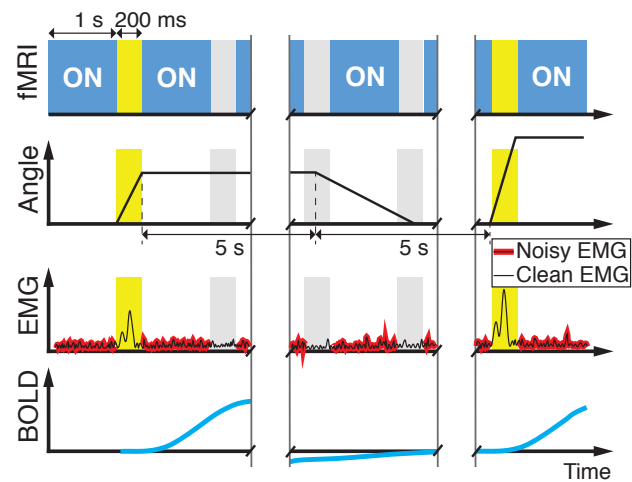 1 s 200 ms
fMRI
ON ON ON ON
Angle
5 s 5 s
Noisy EMG
Clean EMG
EMG
BOLD
Time